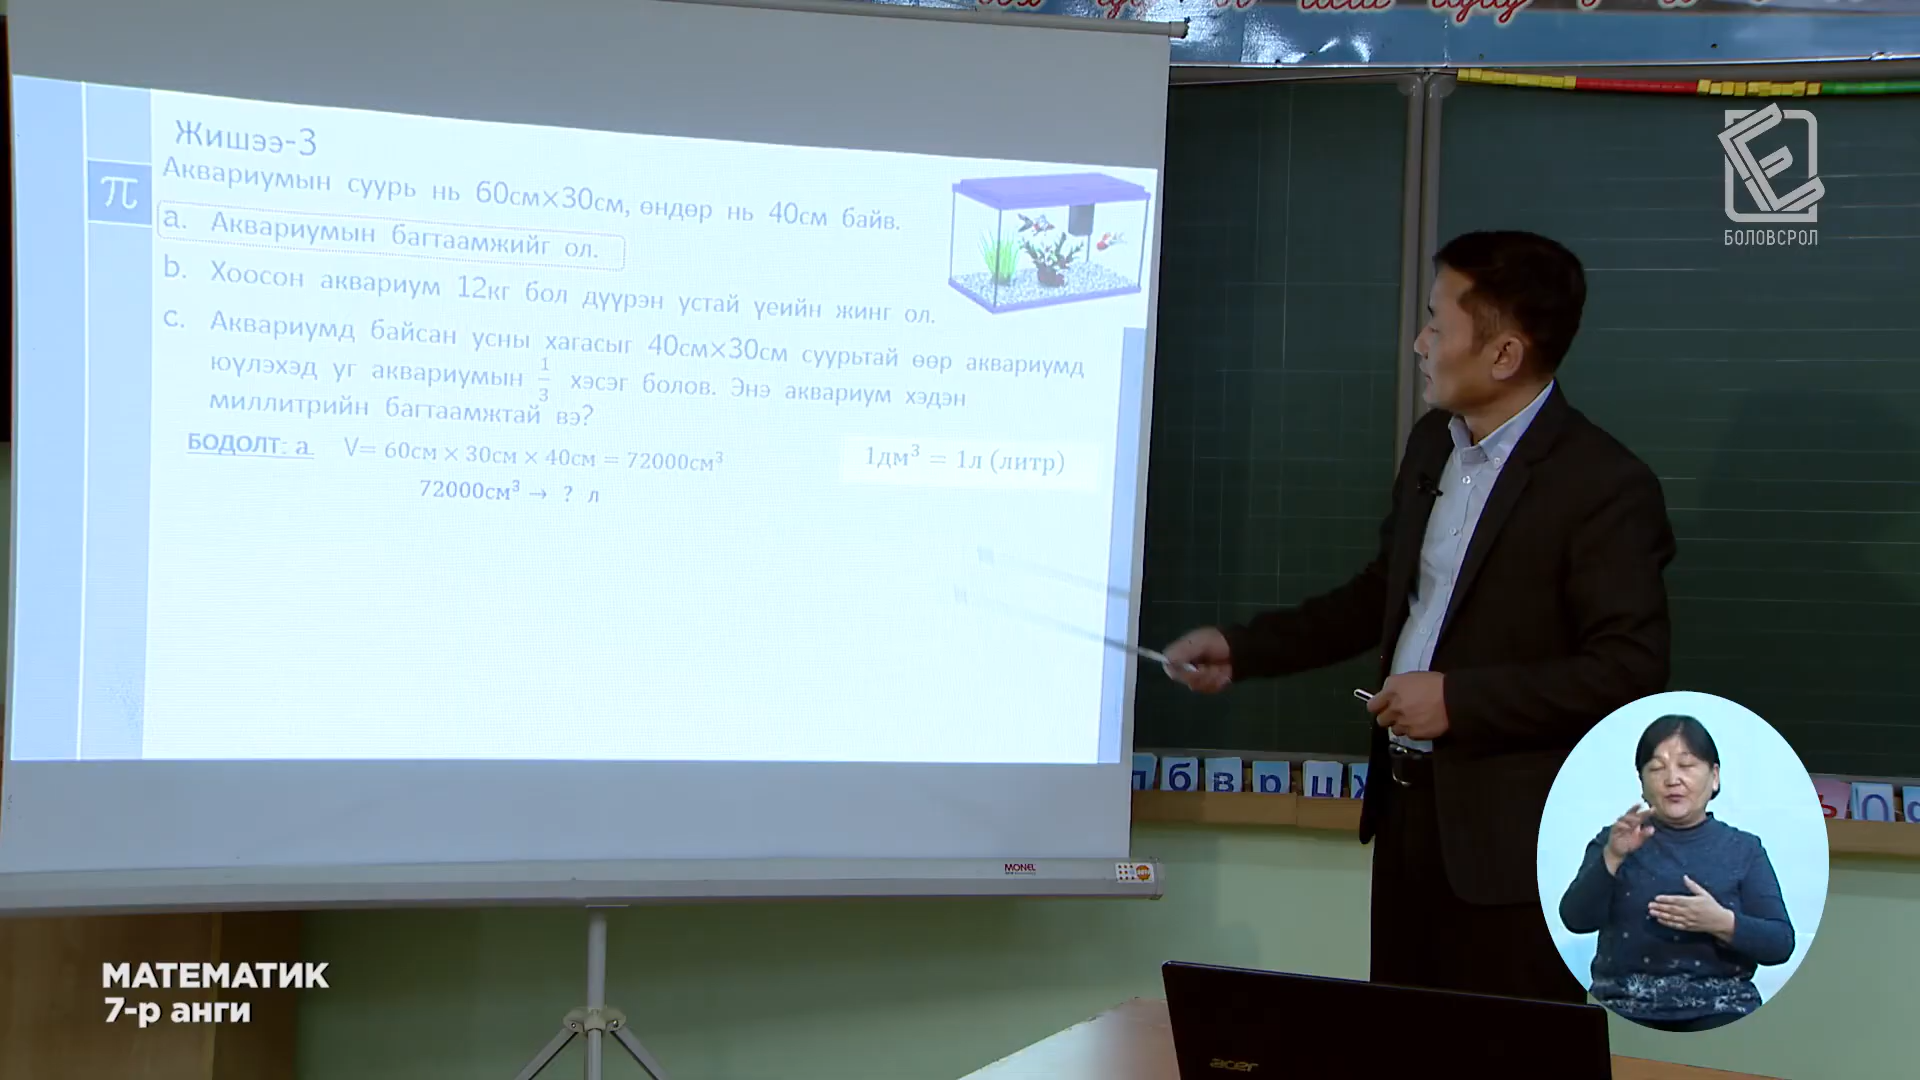 Жишээ-3
π
Аквариумын суурь нь 60см×30см, өндөр нь 40см байв.
a. Аквариумын багтаамжийг ол.
b. Хоосон аквариум 12кг бол дүүрэн устай үеийн жинг ол.
c. Аквариумд байсан усны хагасыг 40см×30см суурьтай өөр аквариумд
юүлэхэд уг аквариумын 1/3 хэсэг болов. Энэ аквариум хэдэн
миллитрийн багтаамжтай вэ?
БОДОЛТ: a. V= 60см × 30см × 40см = 72000см³
1дм³ = 1л (литр)
72000см³ → ? л
БОЛОВСРОЛ
б в р ц
MONEL
МАТЕМАТИК
7-р анги
acer